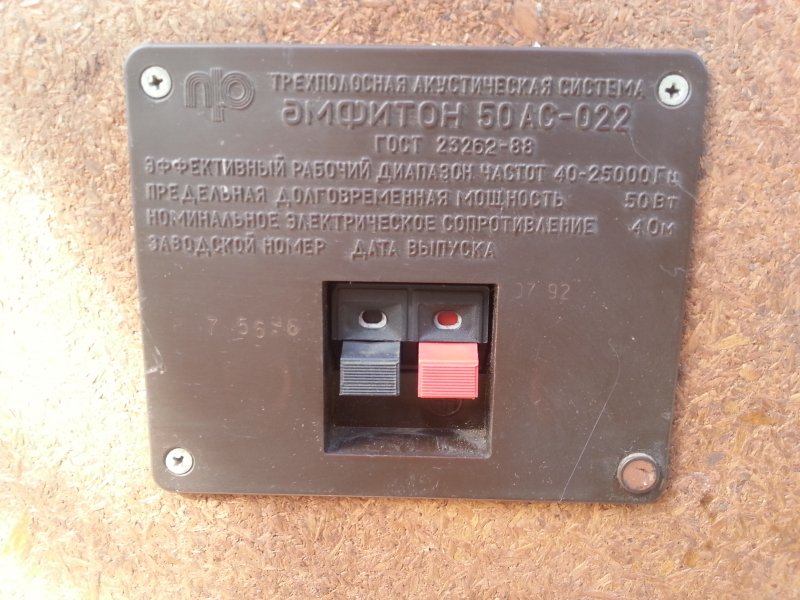 ТРЕХПОЛОСНАЯ АКУСТИЧЕСКАЯ СИСТЕМА
ЭМФИТОН 50АС-022
ГОСТ 23262-88
ЭФФЕКТИВНЫЙ РАБОЧИЙ ДИАПАЗОН ЧАСТОТ 40-25000Гц
ПРЕДЕЛЬНАЯ ДОЛГОВРЕМЕННАЯ МОЩНОСТЬ 50Вт
НОМИНАЛЬНОЕ ЭЛЕКТРИЧЕСКОЕ СОПРОТИВЛЕНИЕ 4Ом
ЗАВОДСКОЙ НОМЕР ДАТА ВЫПУСКА
92